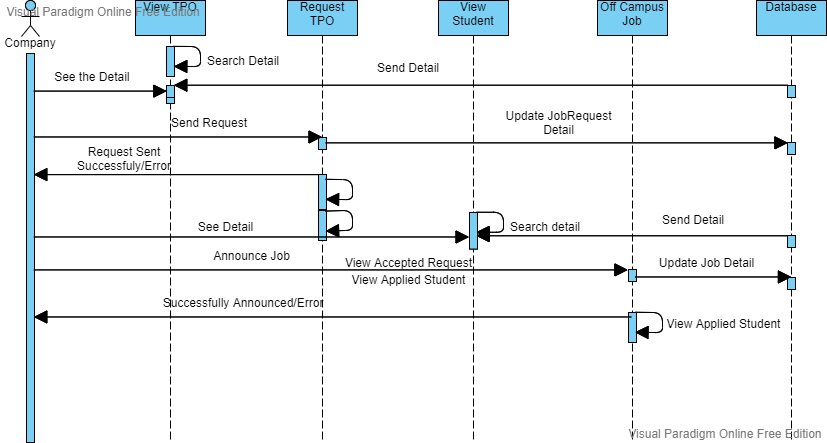 Visual Paradigm Online Free Edition
View TPO
Request
TPO
View
Student
Off Campus
Job
Database
Company
Search Detail
Send Detail
See the Detail
Send Request
Update JobRequest
Detail
Request Sent
Successfuly/Error
See Detail
Search detail
Send Detail
Announce Job
View Accepted Request
View Applied Student
Update Job Detail
Successfully Announced/Error
View Applied Student
Visual Paradigm Online Free Edition